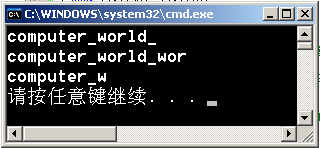 C:\WINDOWS\system32\cmd.exe
computer_world_
computer_world_wor
computer_w
请按任意键继续. . .